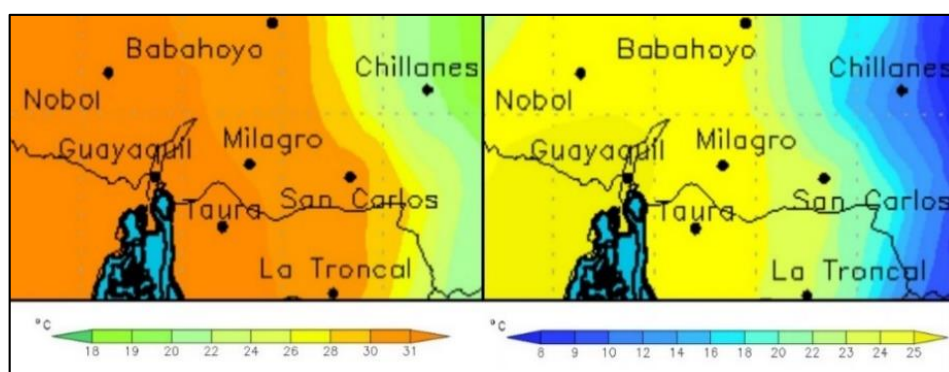 Babahoyo
Chillanes
Nobol
Guayaquil
Milagro
San Carlos
Taura
La Troncal
°C
18 19 20 22 24 26 28 30 31
Babahoyo
Chillanes
Nobol
Guayaquil
Milagro
San Carlos
Taura
La Troncal
°C
8 9 10 12 14 16 18 20 22 23 24 25